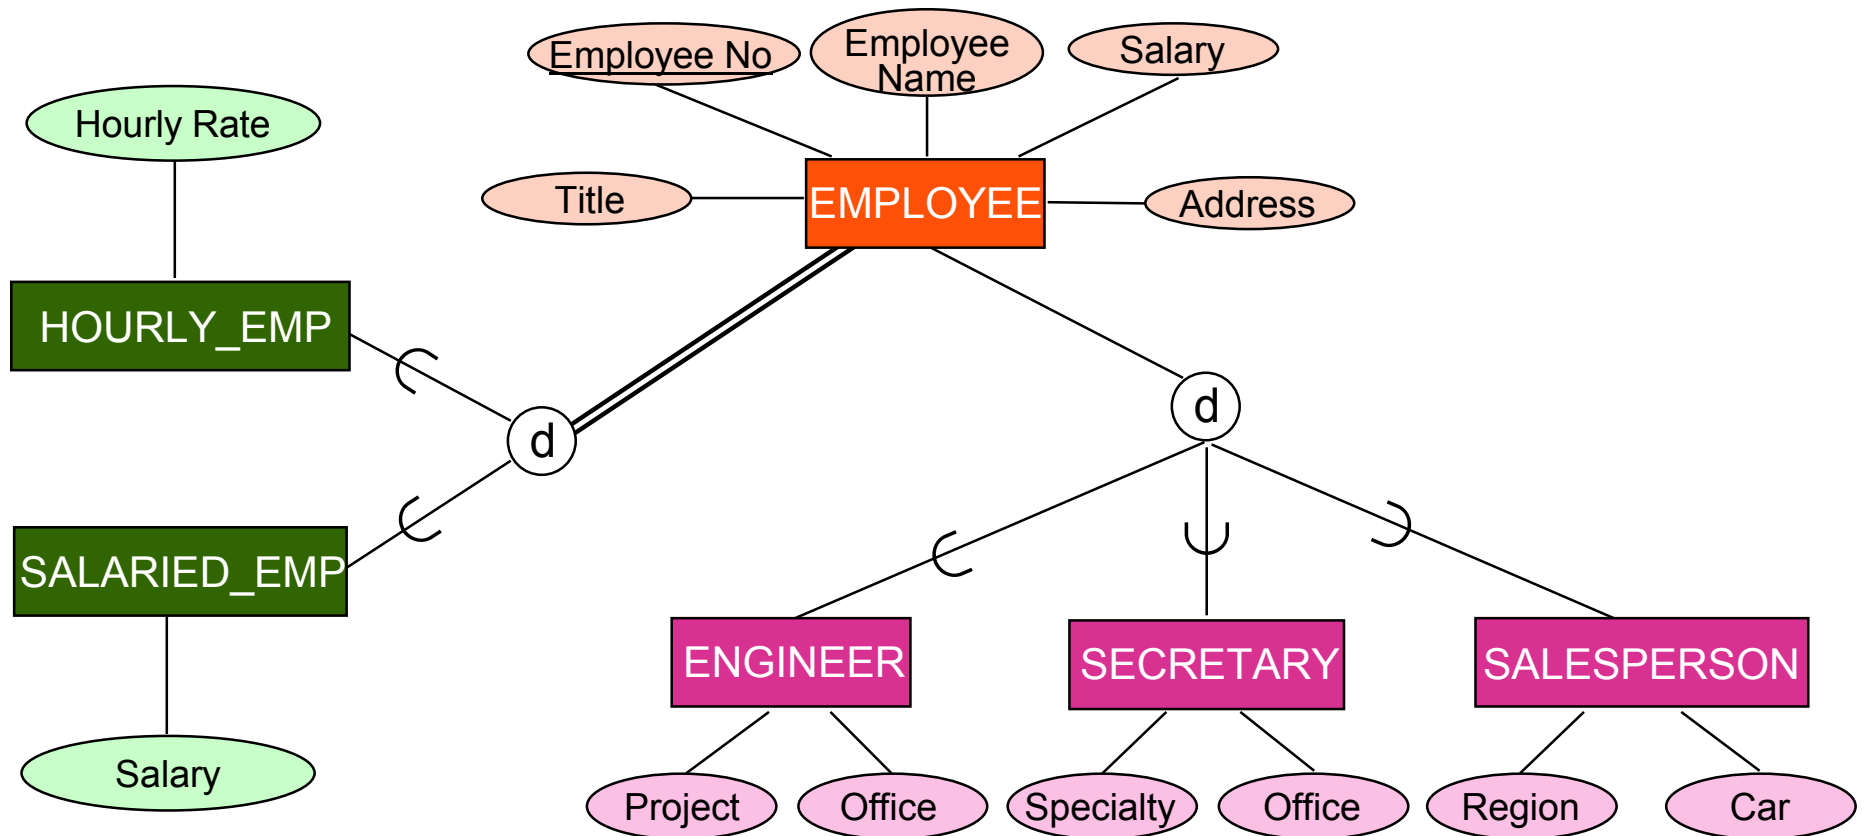 Employee No
Employee
Name
Salary
Hourly Rate
Title
EMPLOYEE
Address
HOURLY_EMP
d
d
SALARIED_EMP
ENGINEER
SECRETARY
SALESPERSON
Salary
Project
Office
Specialty
Office
Region
Car